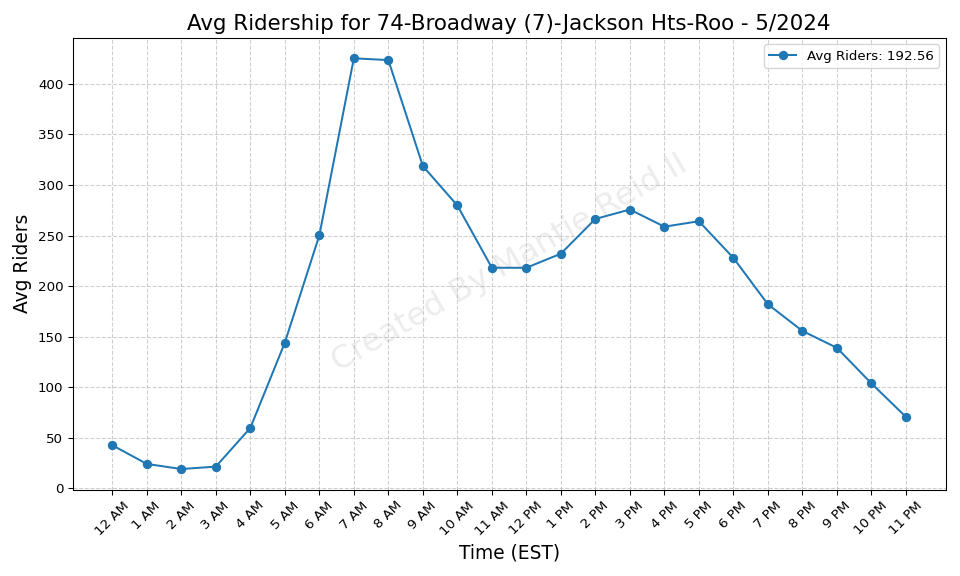 Avg Ridership for 74-Broadway (7)-Jackson Hts-Roo - 5/2024
Avg Riders: 192.56
400
350
300
250
200
150
100
50
0
Avg Riders
Created By Mantie Reid II
12 AM
1 AM
2 AM
3 AM
4 AM
5 AM
6 AM
7 AM
8 AM
9 AM
10 AM
11 AM
12 PM
1 PM
2 PM
3 PM
4 PM
5 PM
6 PM
7 PM
8 PM
9 PM
10 PM
11 PM
Time (EST)